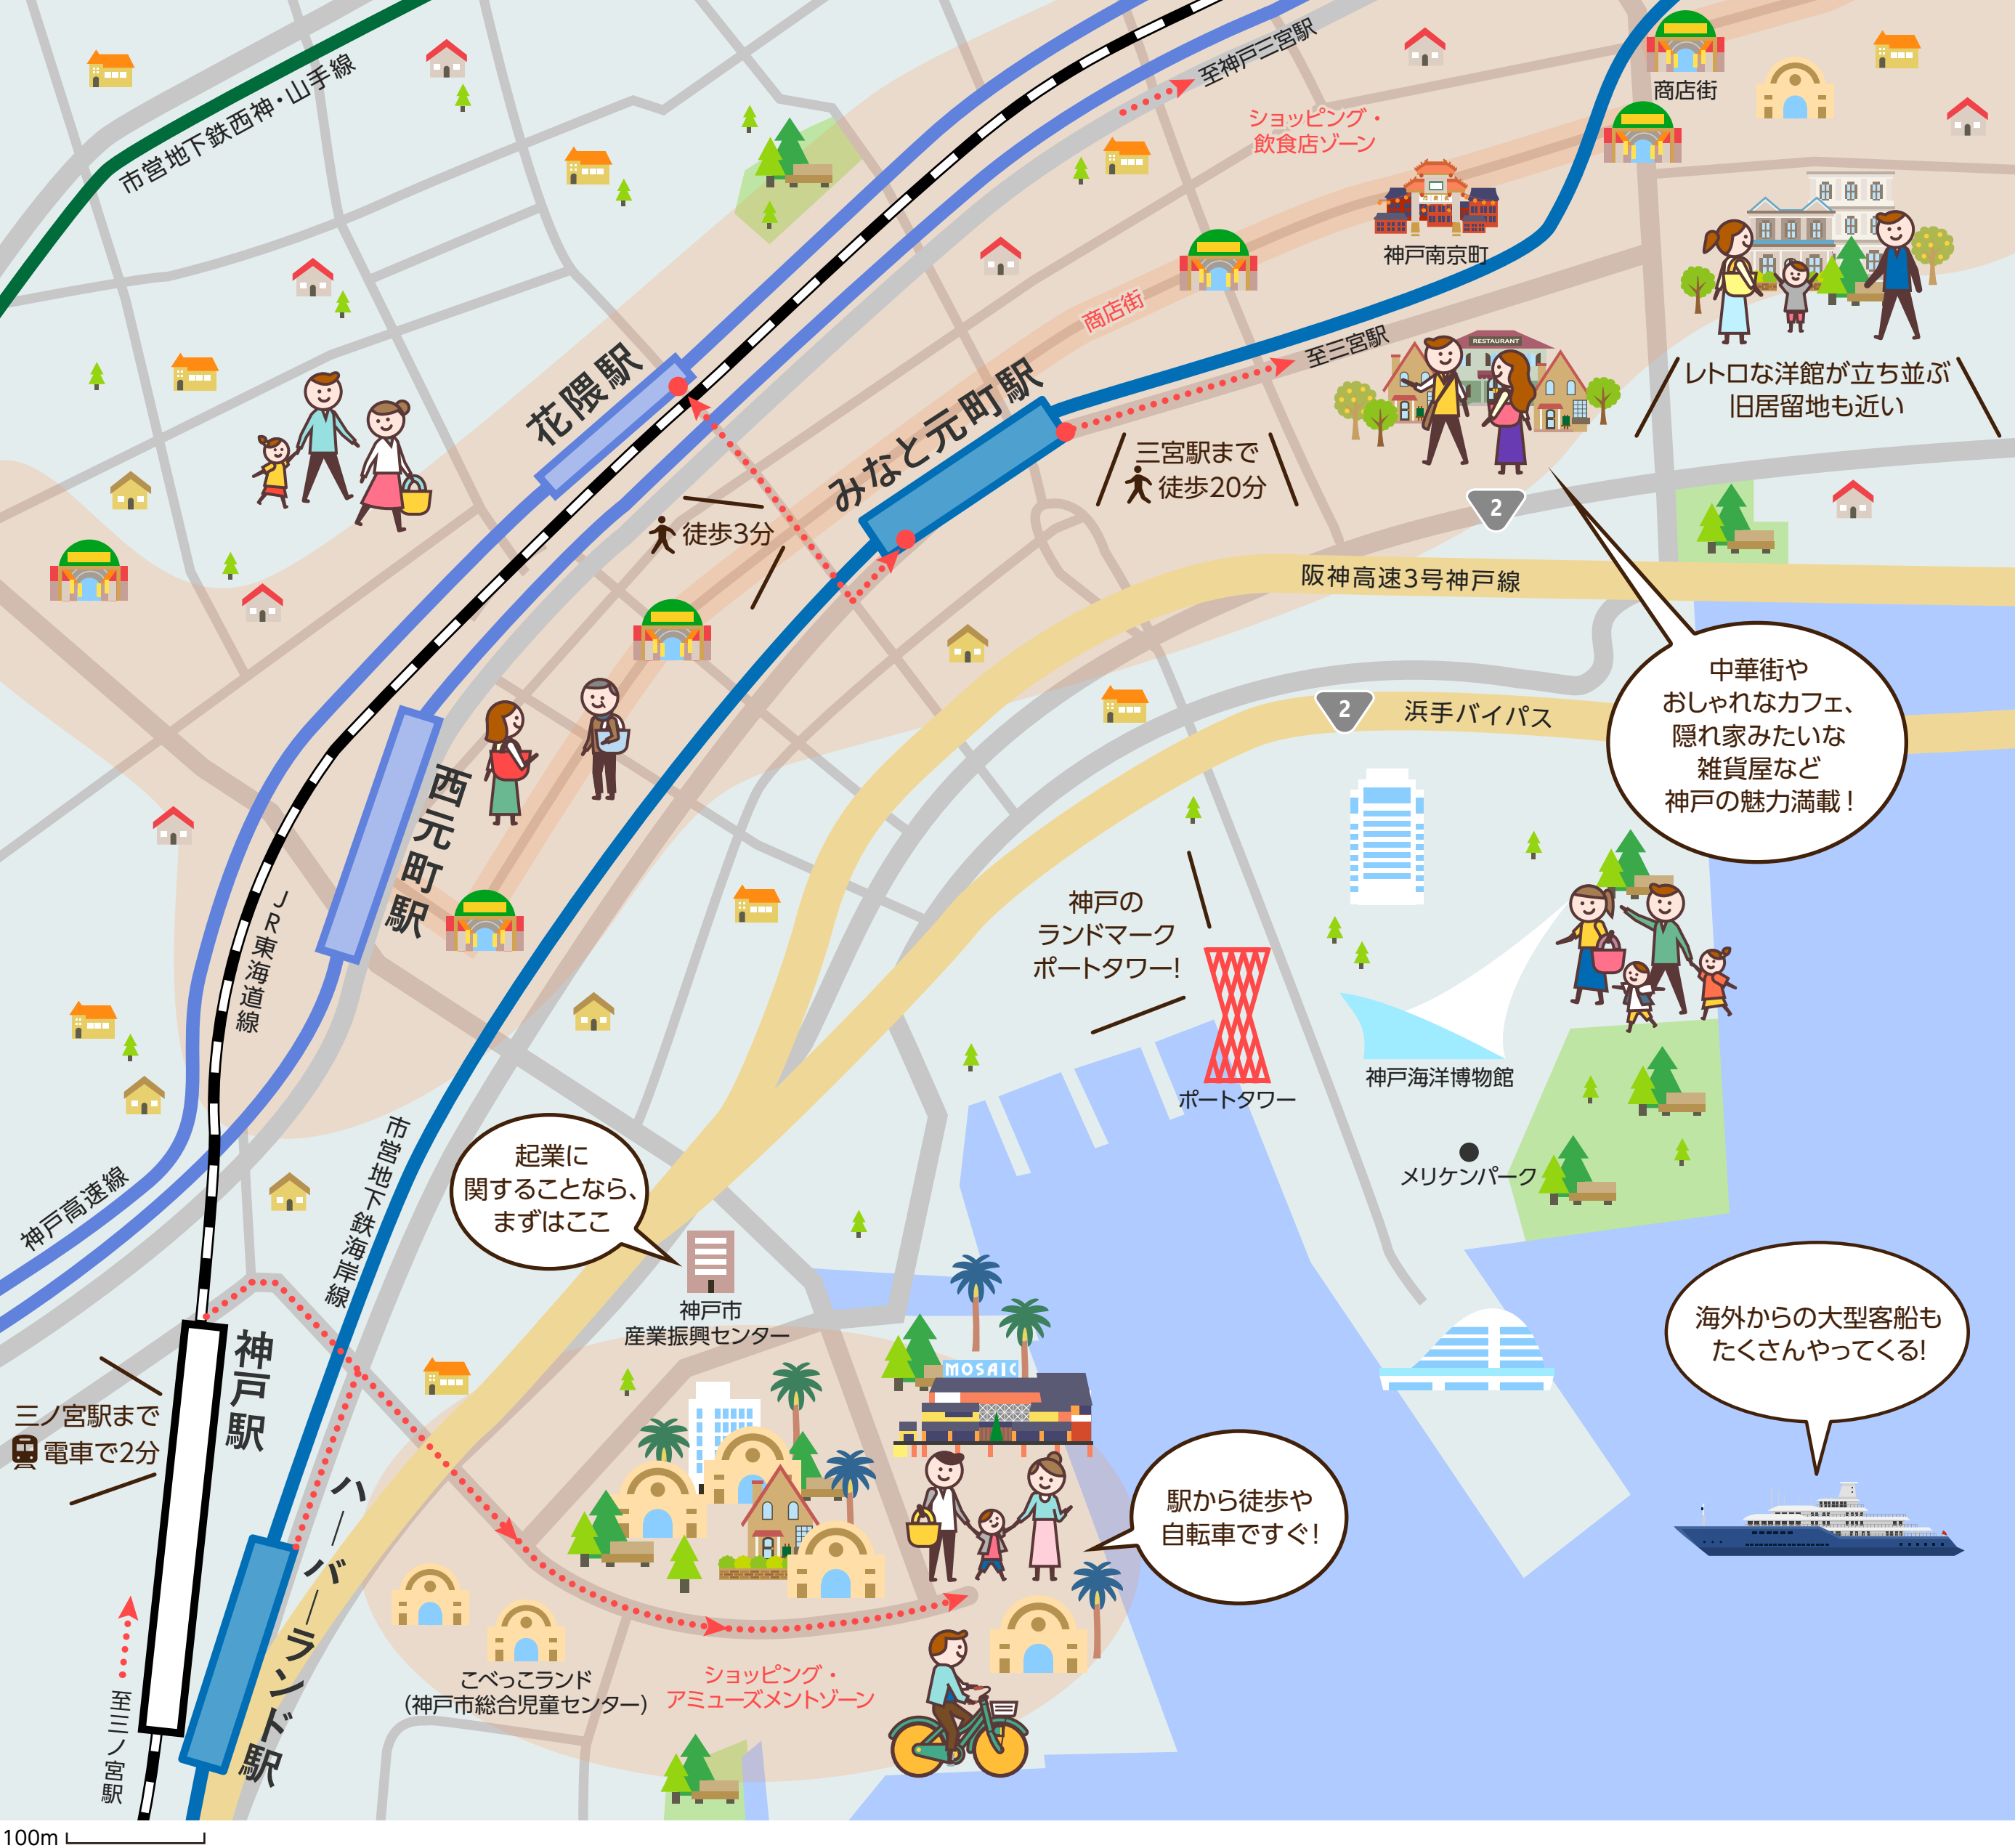 市営地下鉄西神・山手線
至神戸三宮駅
ショッピング・
飲食店ゾーン
商店街
神戸南京町
商店街
花隈駅
みなと元町駅
至三宮駅
RESTAURANT
レトロな洋館が立ち並ぶ
旧居留地も近い
三宮駅まで
徒歩20分
徒歩3分
2
阪神高速3号神戸線
2
浜手バイパス
中華街や
おしゃれなカフェ、
隠れ家みたいな
雑貨屋など
神戸の魅力満載!
西元町駅
JR東海道線
神戸の
ランドマーク
ポートタワー!
ポートタワー
神戸海洋博物館
メリケンパーク
市営地下鉄海岸線
神戸高速線
起業に
関することなら、
まずはここ
神戸市
産業振興センター
海外からの大型客船も
たくさんやってくる!
神戸駅
MOSAIC
三ノ宮駅まで
電車で2分
ハーバーランド駅
駅から徒歩や
自転車ですぐ!
こべっこランド
(神戸市総合児童センター)
ショッピング・
アミューズメントゾーン
至三ノ宮駅
100m